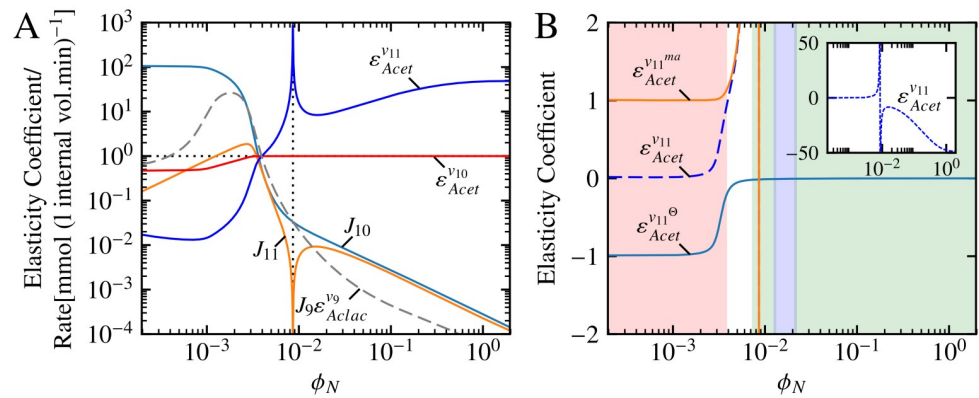 A
Elasticity Coefficient/
Rate[mmol (l internal vol.min)⁻¹
10³
10²
10¹
10⁰
10⁻¹
10⁻²
10⁻³
10⁻⁴
ε^{v₁₁}_{Acet}
ε^{v₁₀}_{Acet}
J₁₁
J₁₀
J₉ε^{v₉}_{Aclac}
10⁻³ 10⁻² 10⁻¹ 10⁰
ϕ_N
B
Elasticity Coefficient
2
1
0
−1
−2
ε^{v₁₁^{ma}}_{Acet}
ε^{v₁₁}_{Acet}
ε^{v₁₁^Θ}_{Acet}
50
0
−50
ε^{v₁₁}_{Acet}
10⁻² 10⁰
10⁻³ 10⁻² 10⁻¹ 10⁰
ϕ_N